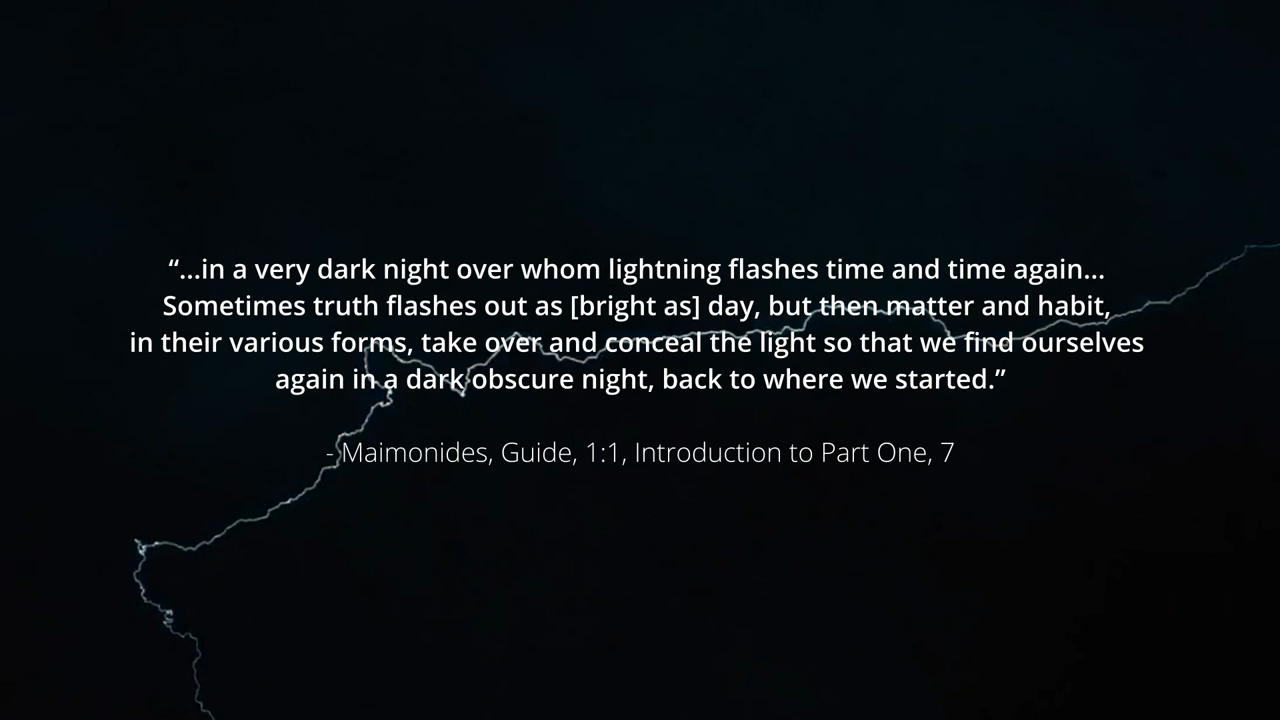 “...in a very dark night over whom lightning flashes time and time again...
Sometimes truth flashes out as [bright as] day, but then matter and habit,
in their various forms, take over and conceal the light so that we find ourselves
again in a dark obscure night, back to where we started.”
- Maimonides, Guide, 1:1, Introduction to Part One, 7